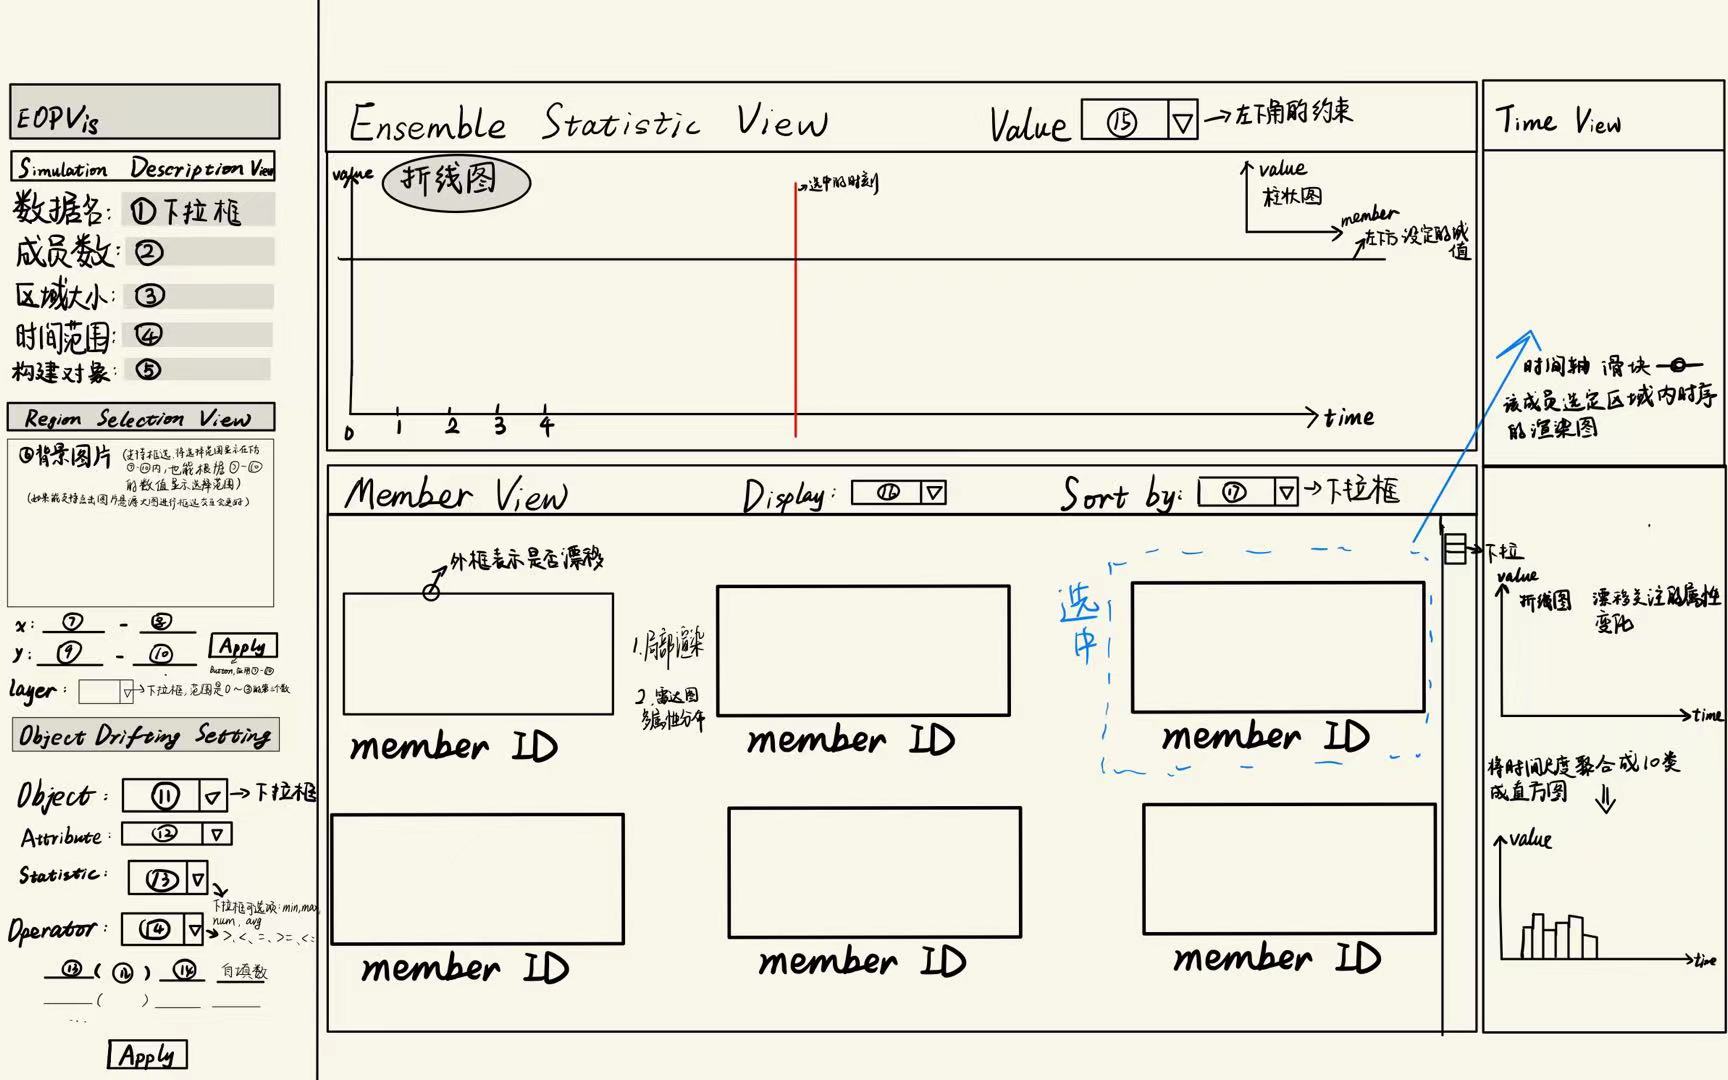 EOPVis
Simulation Description View
数据名: ①下拉框
成员数: ②
区域大小: ③
时间范围: ④
构建对象: ⑤
Region Selection View
⑥背景图片 (支持框选,将选择范围显示在下方
⑦-⑩内,也能根据⑦-⑩
的数值显示选择范围)
(如果能支持点击图片悬浮大图进行框选交互会更好)
x: ⑦ - ⑧
y: ⑨ - ⑩
Apply
Button,应用⑦-⑩
layer: →下拉框,范围是0~③的第三个数
Object Drifting Setting
Object: ⑪ ▽ →下拉框
Attribute: ⑫ ▽
Statistic: ⑬ ▽
下拉框可选项: min, max,
num, avg
Operator: ⑭ ▽
>、<、=、>=、<=
⑬ ( ⑫ ) ⑭ 自填数
( )
...
Apply
Ensemble Statistic View
Value ⑮ ▽ →左下角的约束
value
折线图
→选中的时刻
value
柱状图
member
左下方设定的阈
值
0 1 2 3 4
time
Member View
Display: ⑯ ▽
Sort by: ⑰ ▽ →下拉框
外框表示是否漂移
1.局部渲染
2.雷达图
多属性分布
选中
下拉
member ID
member ID
member ID
member ID
member ID
member ID
Time View
时间轴 滑块
该成员选定区域内时序
的渲染图
value
折线图 漂移关注的属性
变化
time
将时间尺度聚合成10类
成直方图
value
time